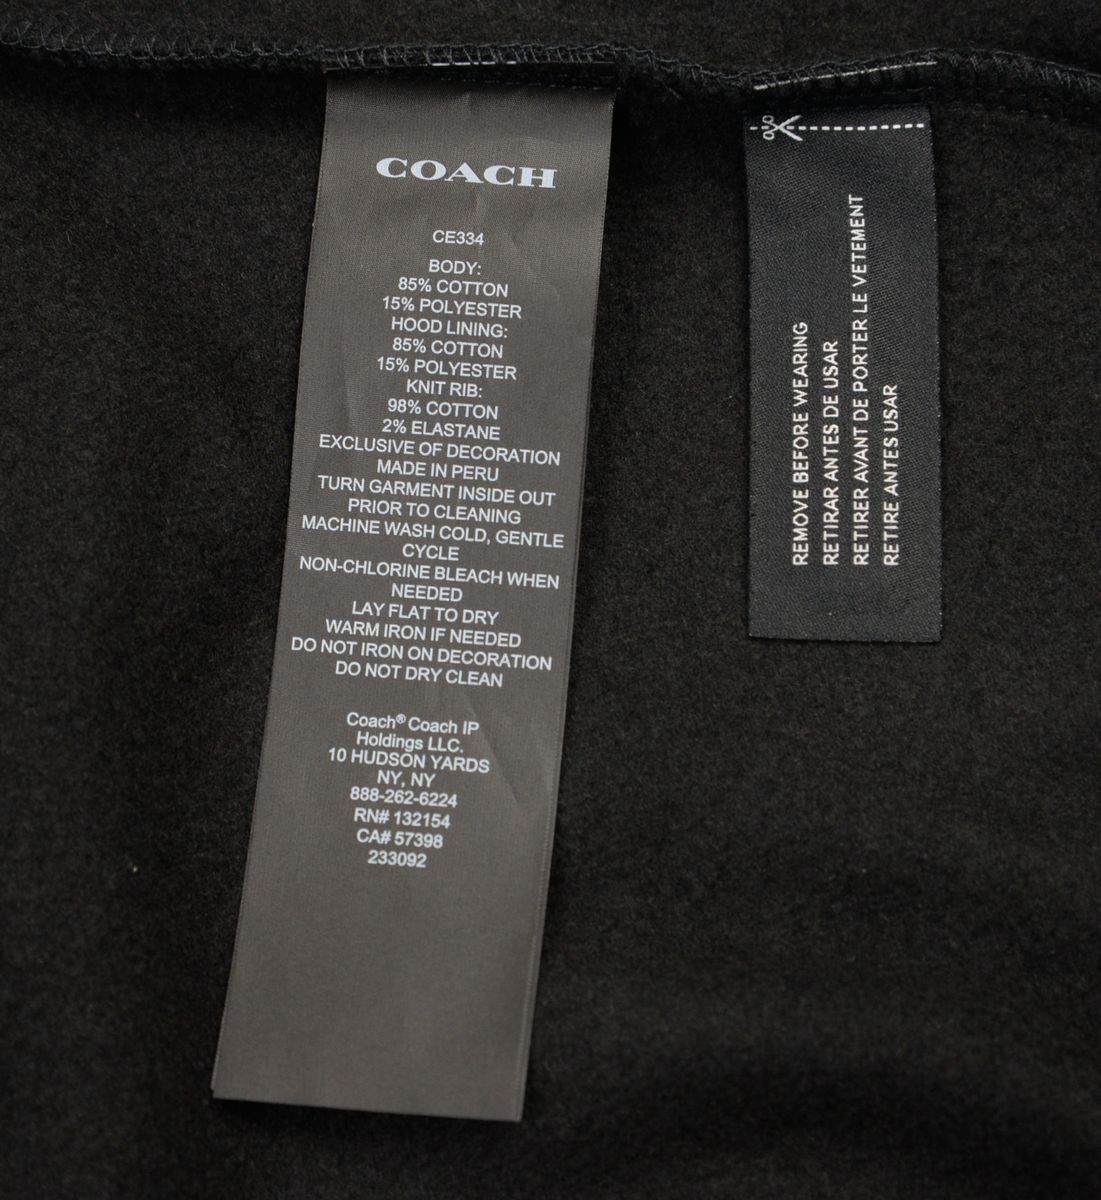 COACH
CE334
BODY:
85% COTTON
15% POLYESTER
HOOD LINING:
85% COTTON
15% POLYESTER
KNIT RIB:
98% COTTON
2% ELASTANE
EXCLUSIVE OF DECORATION
MADE IN PERU
TURN GARMENT INSIDE OUT
PRIOR TO CLEANING
MACHINE WASH COLD, GENTLE
CYCLE
NON-CHLORINE BLEACH WHEN
NEEDED
LAY FLAT TO DRY
WARM IRON IF NEEDED
DO NOT IRON ON DECORATION
DO NOT DRY CLEAN
Coach® Coach IP
Holdings LLC.
10 HUDSON YARDS
NY, NY
888-262-6224
RN# 132154
CA# 57398
233092
REMOVE BEFORE WEARING
RETIRAR ANTES DE USAR
RETIRER AVANT DE PORTER LE VETEMENT
RETIRE ANTES USAR